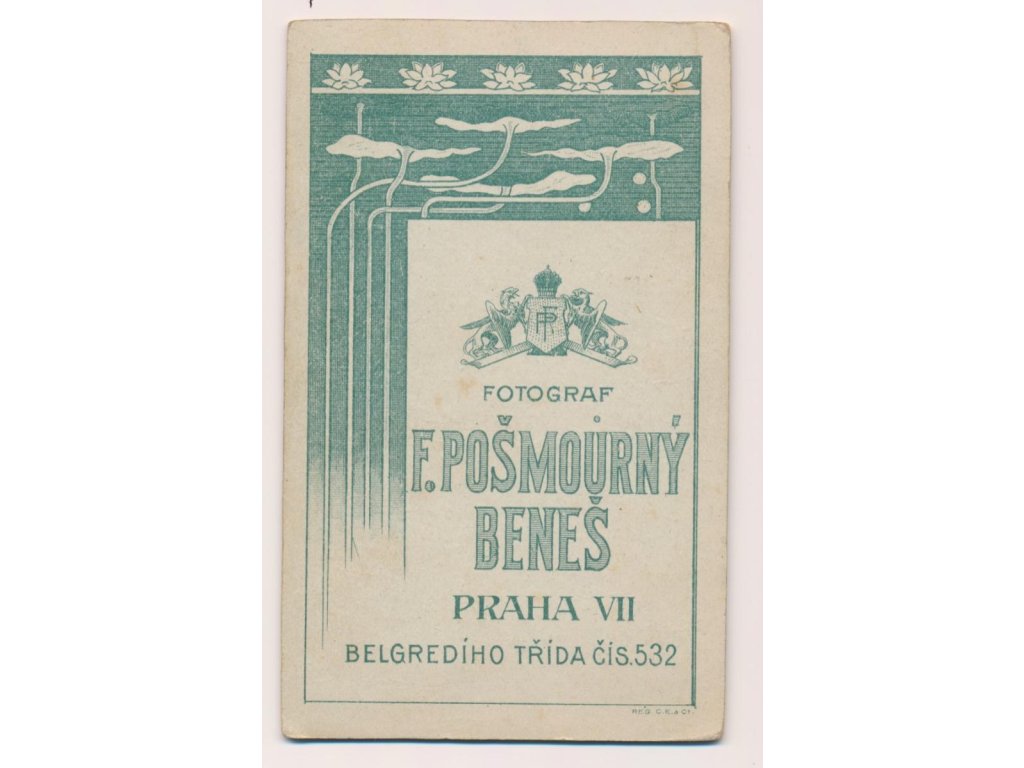 FOTOGRAF
F. POŠMOURNÝ
BENEŠ
PRAHA VII
BELGREDÍHO TŘÍDA ČÍS. 532